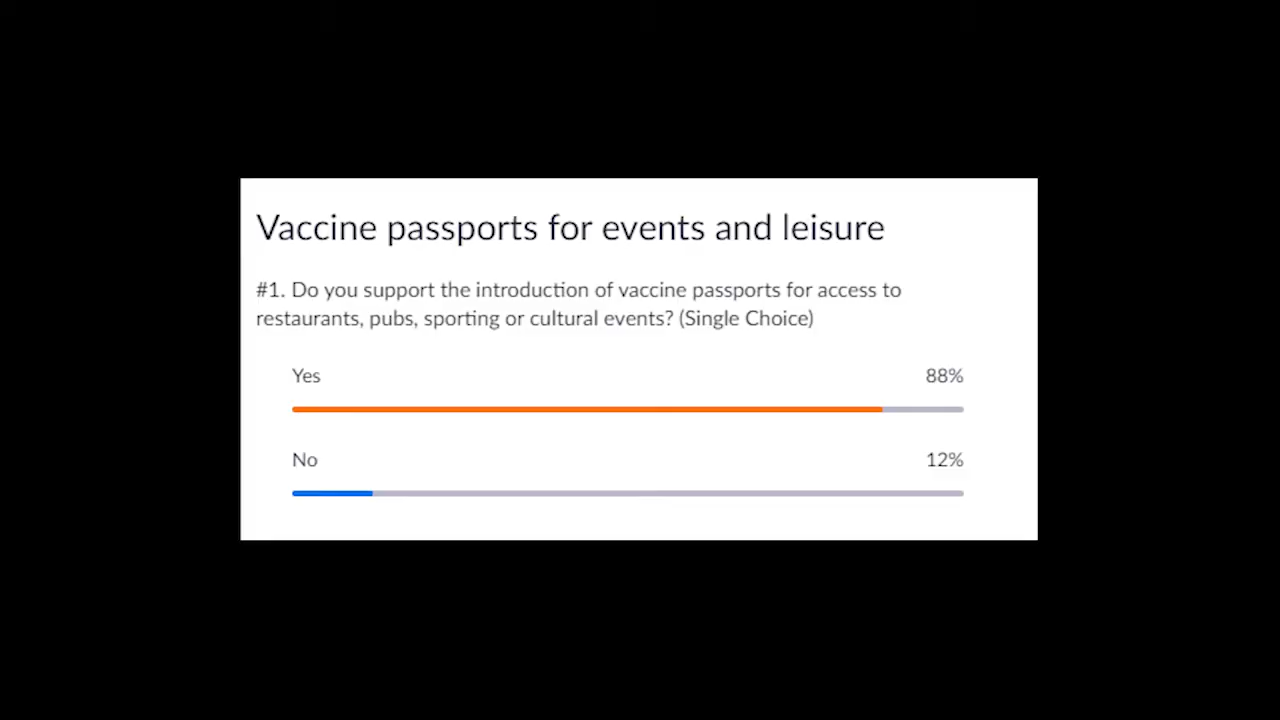 Vaccine passports for events and leisure
#1. Do you support the introduction of vaccine passports for access to
restaurants, pubs, sporting or cultural events? (Single Choice)
Yes 88%
No 12%